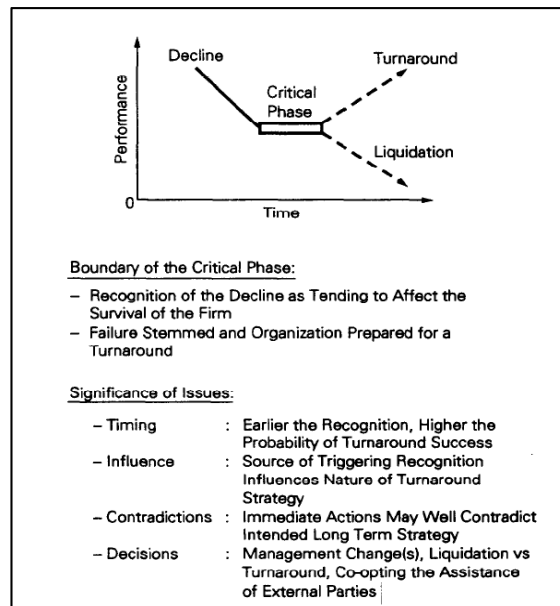 Decline
Turnaround
Critical
Phase
Performance
Liquidation
0
Time
Boundary of the Critical Phase:
– Recognition of the Decline as Tending to Affect the
Survival of the Firm
– Failure Stemmed and Organization Prepared for a
Turnaround
Significance of Issues:
– Timing : Earlier the Recognition, Higher the
Probability of Turnaround Success
– Influence : Source of Triggering Recognition
Influences Nature of Turnaround
Strategy
– Contradictions : Immediate Actions May Well Contradict
Intended Long Term Strategy
– Decisions : Management Change(s), Liquidation vs
Turnaround, Co-opting the Assistance
of External Parties